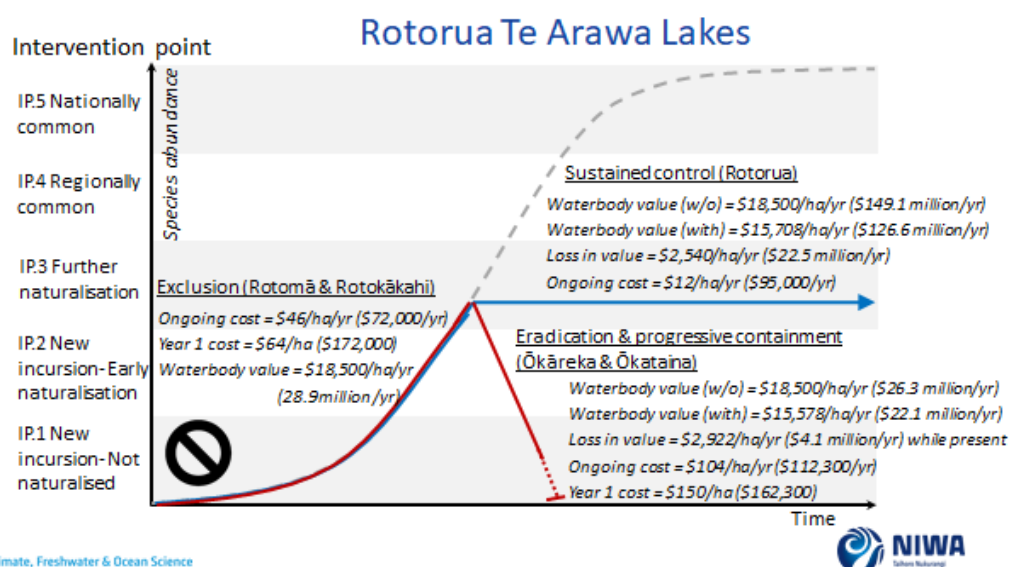 Rotorua Te Arawa Lakes
Intervention point
Species abundance
IP.5 Nationally
common
IP.4 Regionally
common
IP.3 Further
naturalisation
IP.2 New
incursion-Early
naturalisation
IP.1 New
incursion-Not
naturalised
Exclusion (Rotomā & Rotokākahi)
Ongoing cost = $46/ha/yr ($72,000/yr)
Year 1 cost = $64/ha ($172,000)
Waterbody value = $18,500/ha/yr
(28.9million/yr)
Sustained control (Rotorua)
Waterbody value (w/o) = $18,500/ha/yr ($149.1 million/yr)
Waterbody value (with) = $15,708/ha/yr ($126.6 million/yr)
Loss in value = $2,540/ha/yr ($22.5 million/yr)
Ongoing cost = $12/ha/yr ($95,000/yr)
Eradication & progressive containment
(Ōkāreka & Ōkataina)
Waterbody value (w/o) = $18,500/ha/yr ($26.3 million/yr)
Waterbody value (with) = $15,578/ha/yr ($22.1 million/yr)
Loss in value = $2,922/ha/yr ($4.1 million/yr) while present
Ongoing cost = $104/ha/yr ($112,300/yr)
Year 1 cost = $150/ha ($162,300)
Time
imate, Freshwater & Ocean Science
NIWA
Taihoro Nukurangi